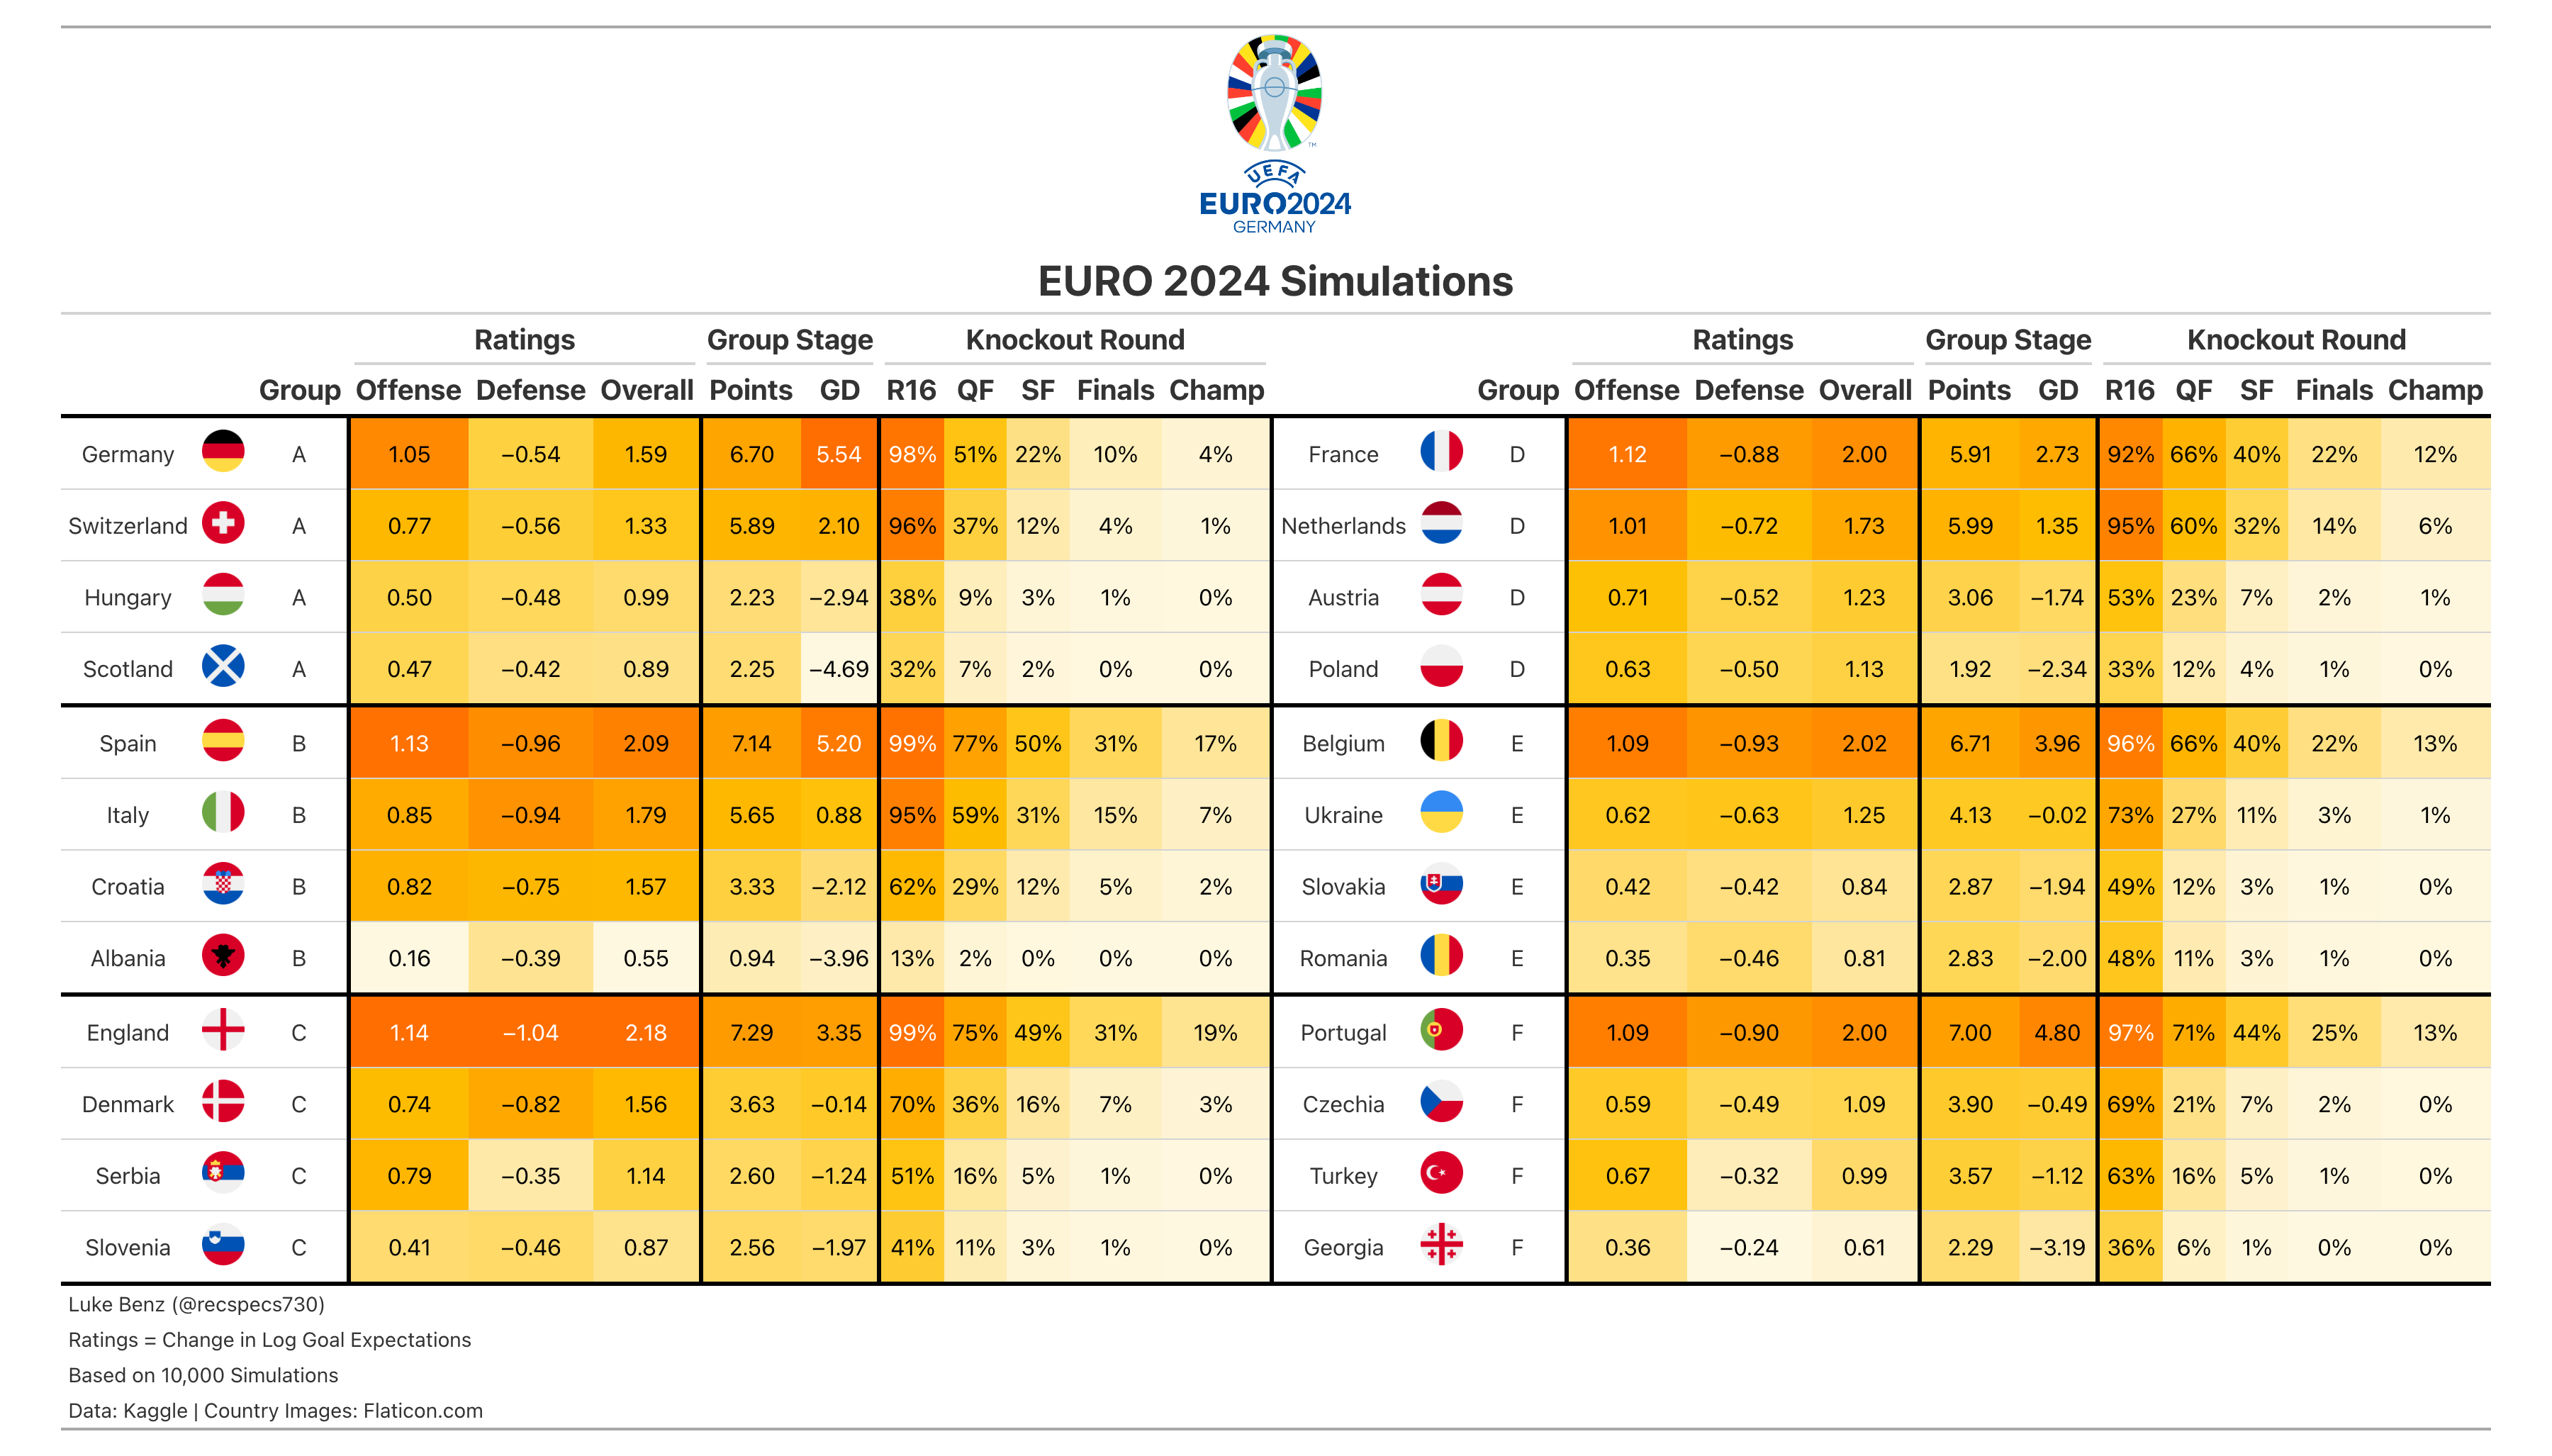 TM
UEFA
EURO2024
GERMANY
EURO 2024 Simulations
Ratings Group Stage Knockout Round Ratings Group Stage Knockout Round
Group Offense Defense Overall Points GD R16 QF SF Finals Champ Group Offense Defense Overall Points GD R16 QF SF Finals Champ
Germany A 1.05 −0.54 1.59 6.70 5.54 98% 51% 22% 10% 4% France D 1.12 −0.88 2.00 5.91 2.73 92% 66% 40% 22% 12%
Switzerland A 0.77 −0.56 1.33 5.89 2.10 96% 37% 12% 4% 1% Netherlands D 1.01 −0.72 1.73 5.99 1.35 95% 60% 32% 14% 6%
Hungary A 0.50 −0.48 0.99 2.23 −2.94 38% 9% 3% 1% 0% Austria D 0.71 −0.52 1.23 3.06 −1.74 53% 23% 7% 2% 1%
Scotland A 0.47 −0.42 0.89 2.25 −4.69 32% 7% 2% 0% 0% Poland D 0.63 −0.50 1.13 1.92 −2.34 33% 12% 4% 1% 0%
Spain B 1.13 −0.96 2.09 7.14 5.20 99% 77% 50% 31% 17% Belgium E 1.09 −0.93 2.02 6.71 3.96 96% 66% 40% 22% 13%
Italy B 0.85 −0.94 1.79 5.65 0.88 95% 59% 31% 15% 7% Ukraine E 0.62 −0.63 1.25 4.13 −0.02 73% 27% 11% 3% 1%
Croatia B 0.82 −0.75 1.57 3.33 −2.12 62% 29% 12% 5% 2% Slovakia E 0.42 −0.42 0.84 2.87 −1.94 49% 12% 3% 1% 0%
Albania B 0.16 −0.39 0.55 0.94 −3.96 13% 2% 0% 0% 0% Romania E 0.35 −0.46 0.81 2.83 −2.00 48% 11% 3% 1% 0%
England C 1.14 −1.04 2.18 7.29 3.35 99% 75% 49% 31% 19% Portugal F 1.09 −0.90 2.00 7.00 4.80 97% 71% 44% 25% 13%
Denmark C 0.74 −0.82 1.56 3.63 −0.14 70% 36% 16% 7% 3% Czechia F 0.59 −0.49 1.09 3.90 −0.49 69% 21% 7% 2% 0%
Serbia C 0.79 −0.35 1.14 2.60 −1.24 51% 16% 5% 1% 0% Turkey F 0.67 −0.32 0.99 3.57 −1.12 63% 16% 5% 1% 0%
Slovenia C 0.41 −0.46 0.87 2.56 −1.97 41% 11% 3% 1% 0% Georgia F 0.36 −0.24 0.61 2.29 −3.19 36% 6% 1% 0% 0%
Luke Benz (@recspecs730)
Ratings = Change in Log Goal Expectations
Based on 10,000 Simulations
Data: Kaggle | Country Images: Flaticon.com